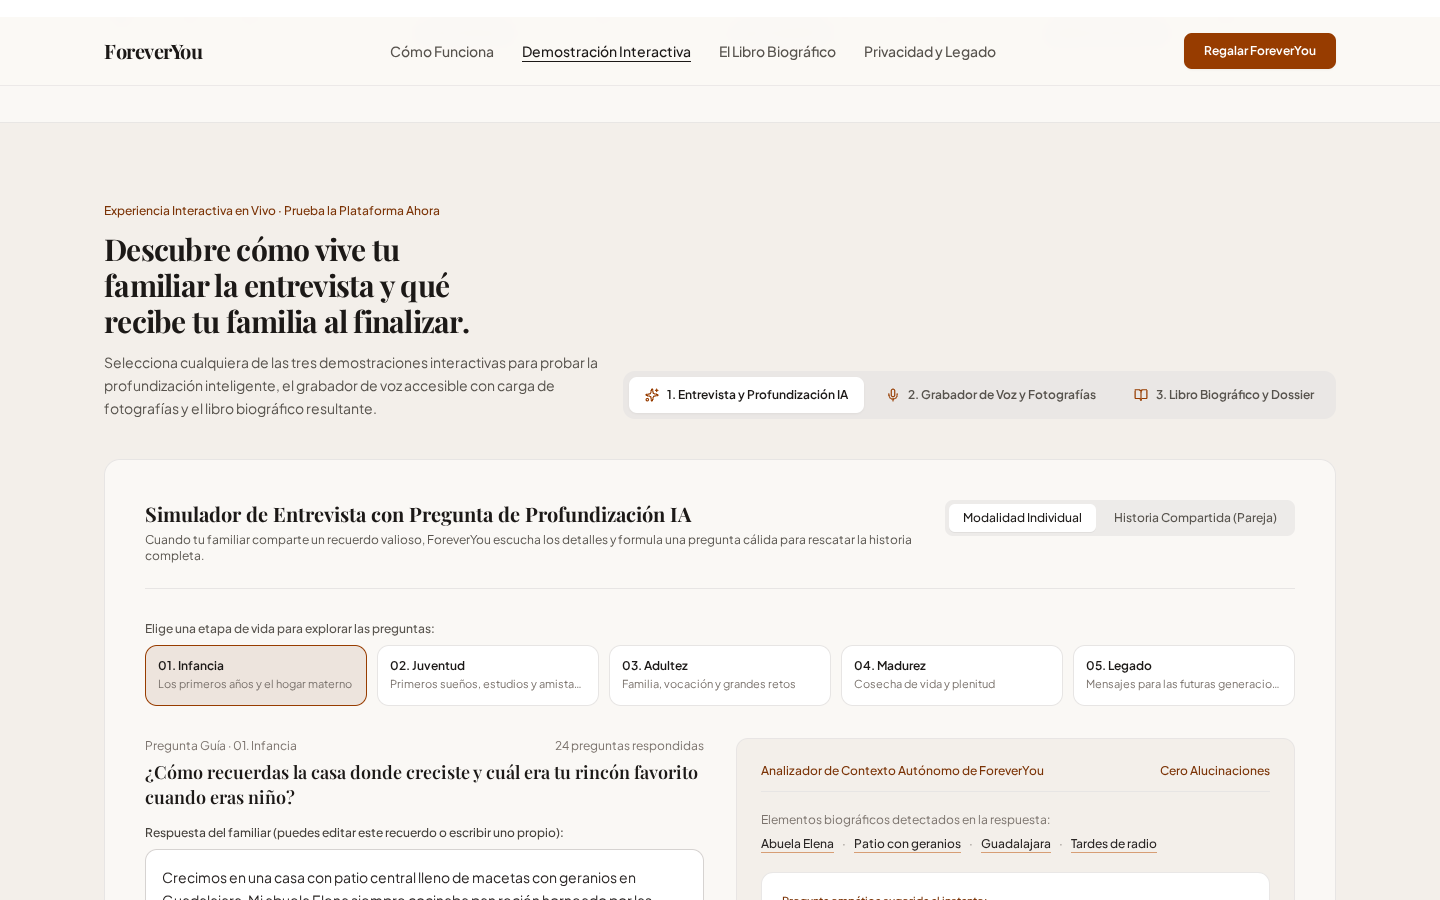 ForeverYou
Cómo Funciona
Demostración Interactiva
El Libro Biográfico
Privacidad y Legado
Regalar ForeverYou
Experiencia Interactiva en Vivo · Prueba la Plataforma Ahora
Descubre cómo vive tu
familiar la entrevista y qué
recibe tu familia al finalizar.
Selecciona cualquiera de las tres demostraciones interactivas para probar la
profundización inteligente, el grabador de voz accesible con carga de
fotografías y el libro biográfico resultante.
1. Entrevista y Profundización IA
2. Grabador de Voz y Fotografías
3. Libro Biográfico y Dossier
Simulador de Entrevista con Pregunta de Profundización IA
Cuando tu familiar comparte un recuerdo valioso, ForeverYou escucha los detalles y formula una pregunta cálida para rescatar la historia
completa.
Modalidad Individual
Historia Compartida (Pareja)
Elige una etapa de vida para explorar las preguntas:
01. Infancia
Los primeros años y el hogar materno
02. Juventud
Primeros sueños, estudios y amista...
03. Adultez
Familia, vocación y grandes retos
04. Madurez
Cosecha de vida y plenitud
05. Legado
Mensajes para las futuras generacio...
Pregunta Guía · 01. Infancia
24 preguntas respondidas
¿Cómo recuerdas la casa donde creciste y cuál era tu rincón favorito
cuando eras niño?
Respuesta del familiar (puedes editar este recuerdo o escribir uno propio):
Crecimos en una casa con patio central lleno de macetas con geranios en
Guadalajara. Mi abuela Elena siempre cocinaba pan recién horneado por las
Analizador de Contexto Autónomo de ForeverYou
Cero Alucinaciones
Elementos biográficos detectados en la respuesta:
Abuela Elena · Patio con geranios · Guadalajara · Tardes de radio